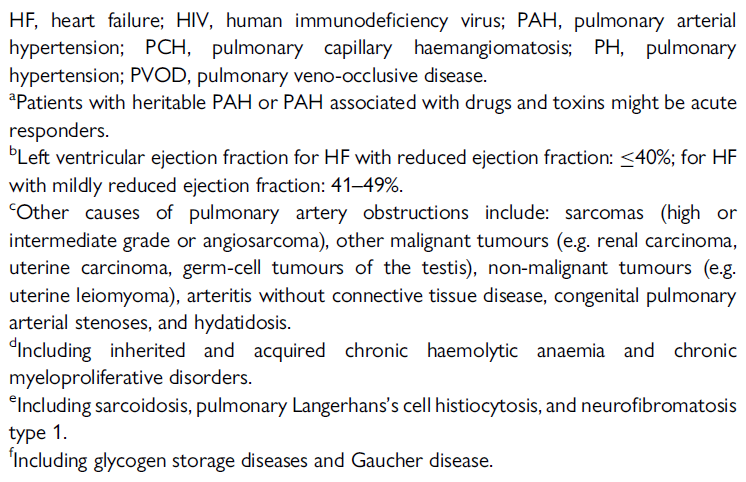 HF, heart failure; HIV, human immunodeficiency virus; PAH, pulmonary arterial
hypertension; PCH, pulmonary capillary haemangiomatosis; PH, pulmonary
hypertension; PVOD, pulmonary veno-occlusive disease.
aPatients with heritable PAH or PAH associated with drugs and toxins might be acute
responders.
bLeft ventricular ejection fraction for HF with reduced ejection fraction: ≤40%; for HF
with mildly reduced ejection fraction: 41–49%.
cOther causes of pulmonary artery obstructions include: sarcomas (high or
intermediate grade or angiosarcoma), other malignant tumours (e.g. renal carcinoma,
uterine carcinoma, germ-cell tumours of the testis), non-malignant tumours (e.g.
uterine leiomyoma), arteritis without connective tissue disease, congenital pulmonary
arterial stenoses, and hydatidosis.
dIncluding inherited and acquired chronic haemolytic anaemia and chronic
myeloproliferative disorders.
eIncluding sarcoidosis, pulmonary Langerhans's cell histiocytosis, and neurofibromatosis
type 1.
fIncluding glycogen storage diseases and Gaucher disease.